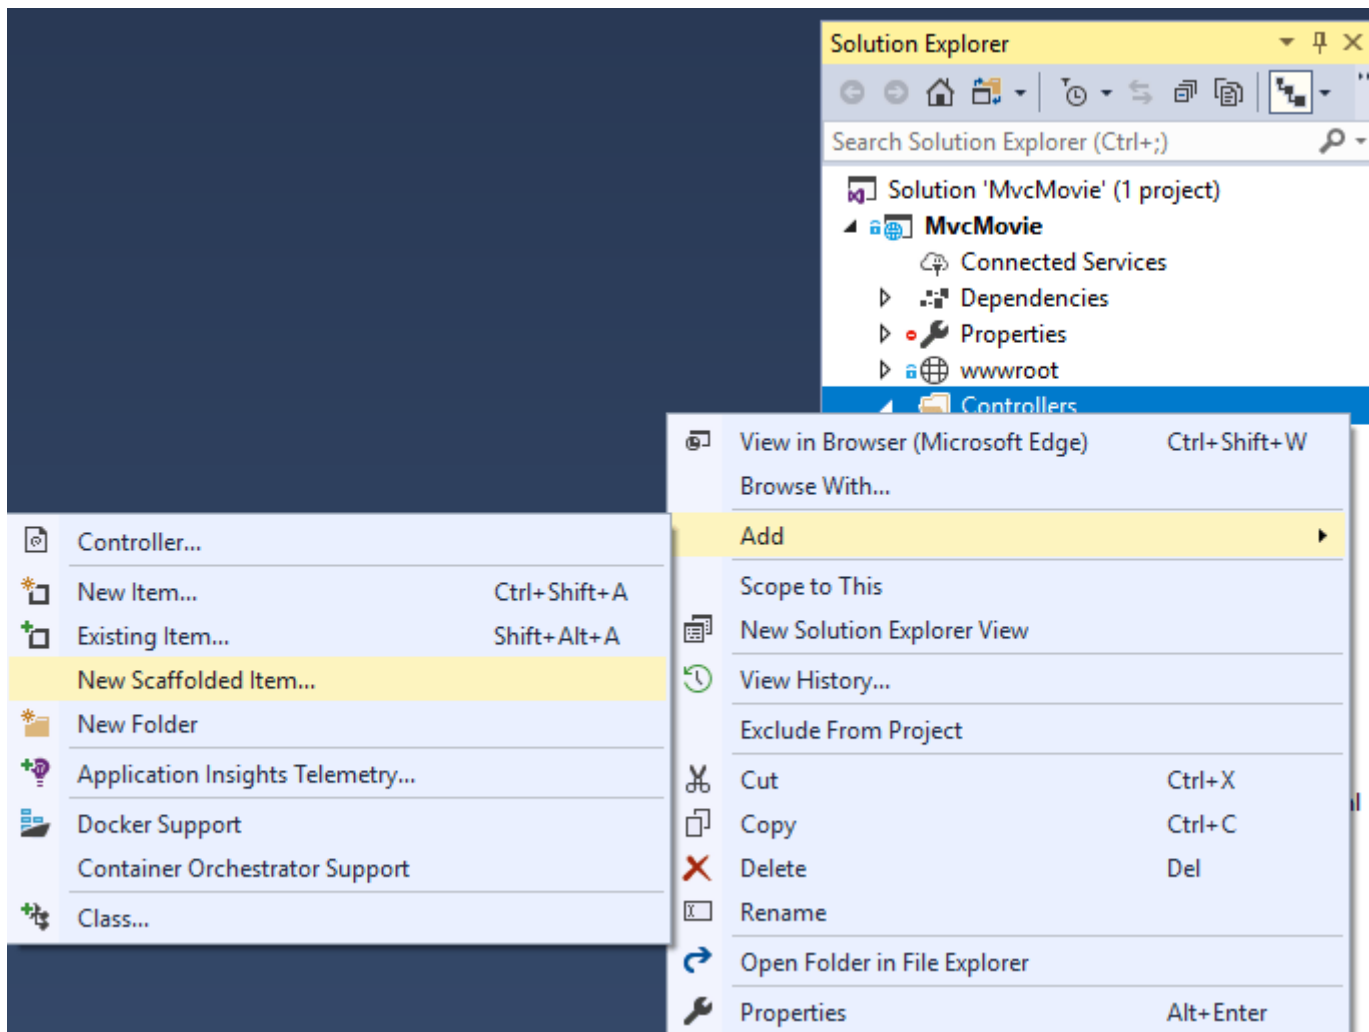 Solution Explorer
Search Solution Explorer (Ctrl+;)
Solution 'MvcMovie' (1 project)
MvcMovie
Connected Services
Dependencies
Properties
wwwroot
Controllers
View in Browser (Microsoft Edge) Ctrl+Shift+W
Browse With...
Add
Scope to This
New Solution Explorer View
View History...
Exclude From Project
Cut Ctrl+X
Copy Ctrl+C
Delete Del
Rename
Open Folder in File Explorer
Properties Alt+Enter
Controller...
New Item... Ctrl+Shift+A
Existing Item... Shift+Alt+A
New Scaffolded Item...
New Folder
Application Insights Telemetry...
Docker Support
Container Orchestrator Support
Class...